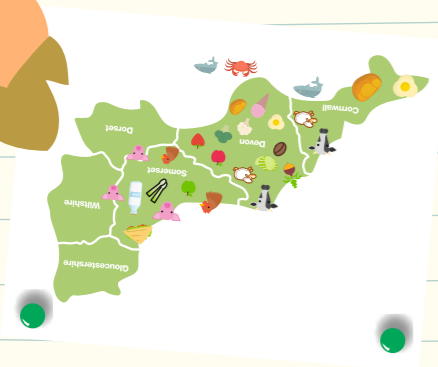 Cornwall
Devon
Dorset
Somerset
Wiltshire
Gloucestershire